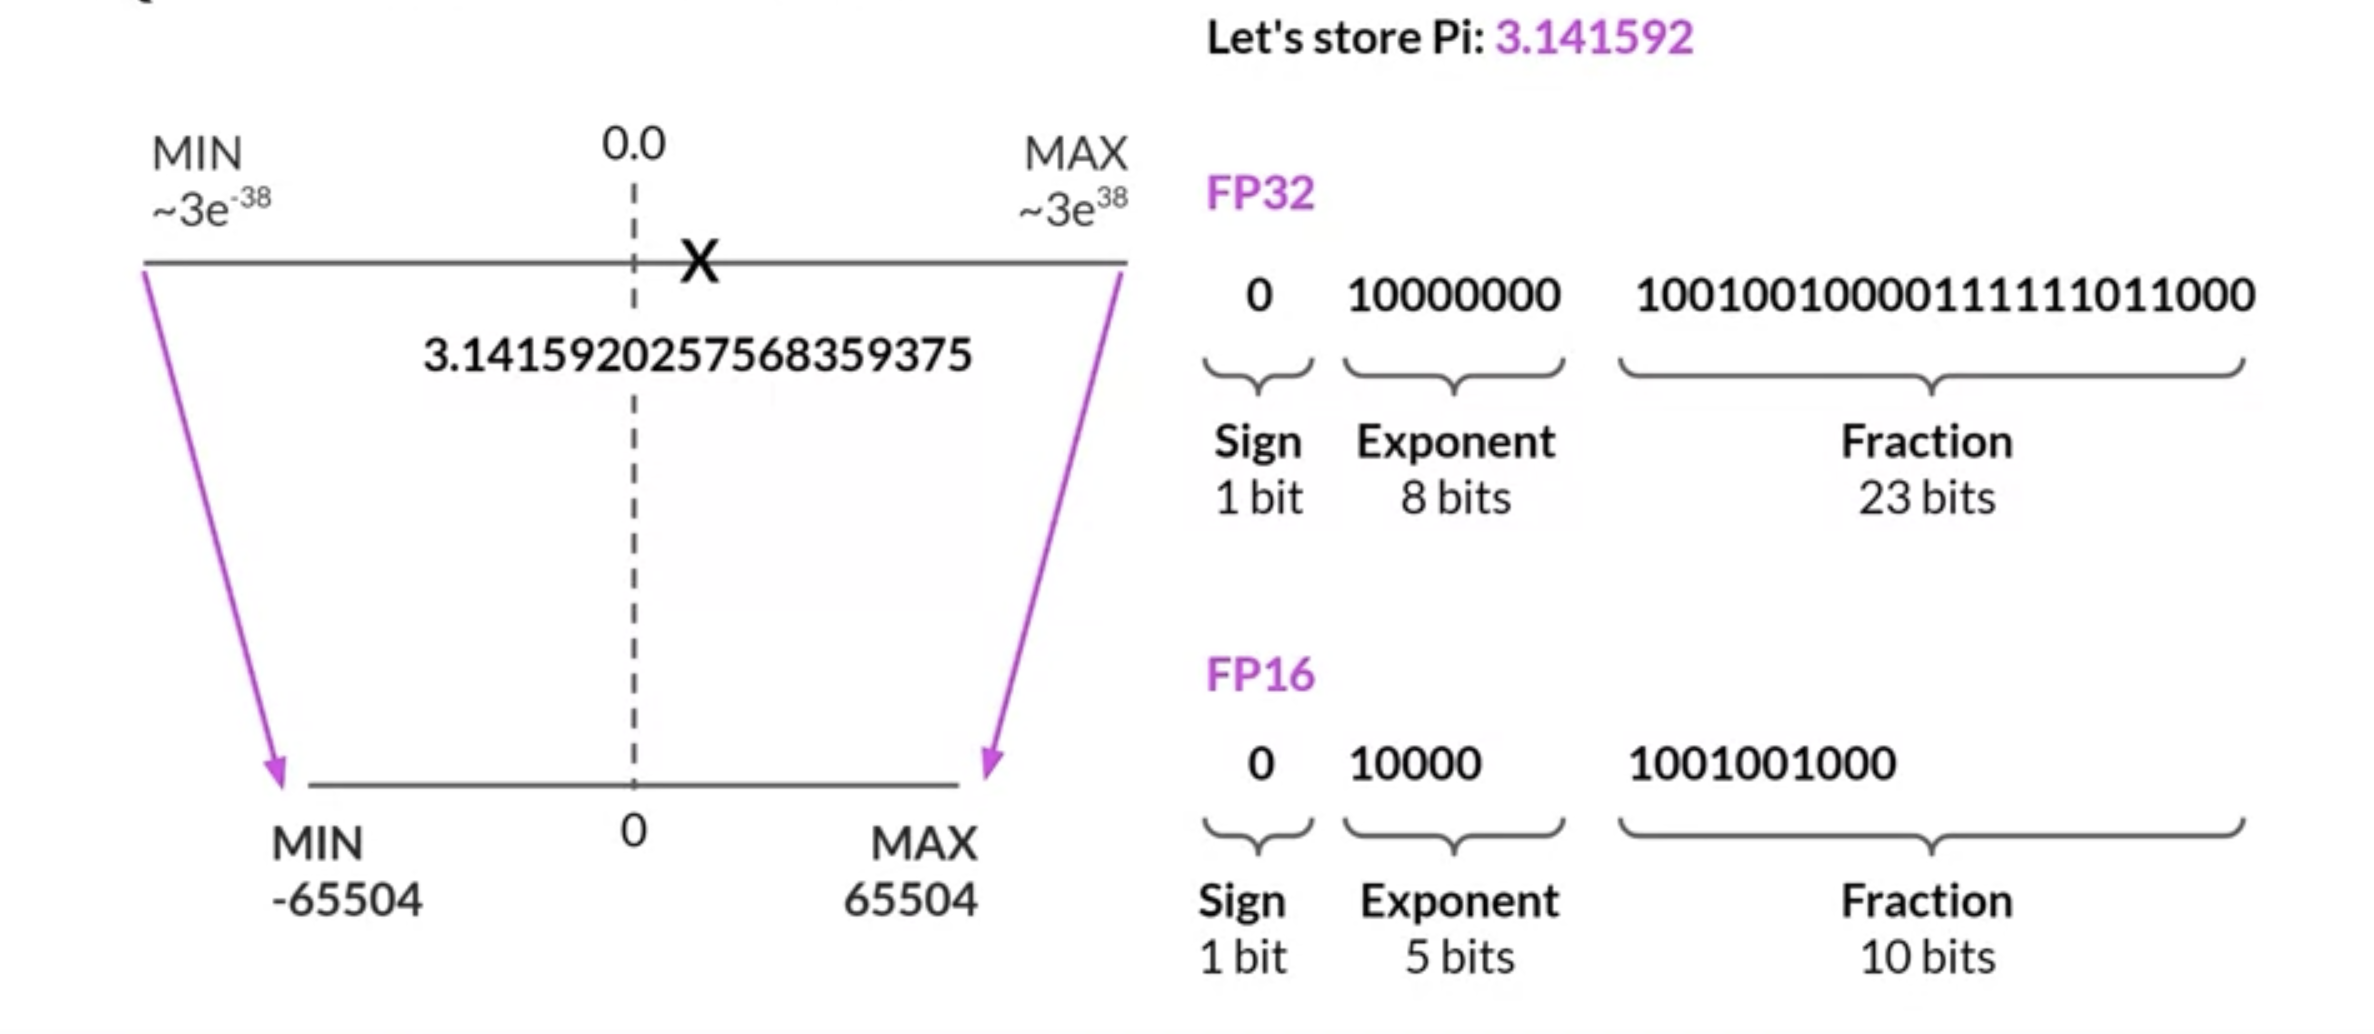 Let's store Pi: 3.141592
MIN
~3e⁻³⁸
0.0
MAX
~3e³⁸
X
3.1415920257568359375
MIN
-65504
0
MAX
65504
FP32
0 10000000 10010010000111111011000
Sign Exponent Fraction
1 bit 8 bits 23 bits
FP16
0 10000 1001001000
Sign Exponent Fraction
1 bit 5 bits 10 bits